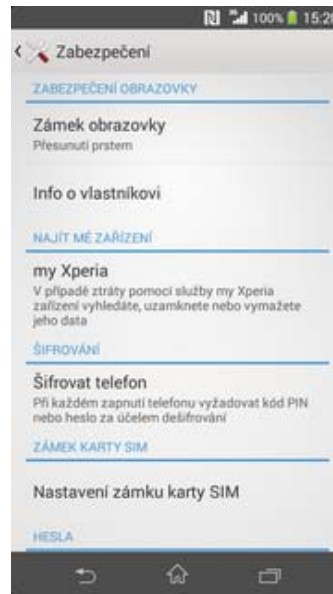 100% 15:20
Zabezpečení
ZABEZPEČENÍ OBRAZOVKY
Zámek obrazovky
Přesunutí prstem
Info o vlastníkovi
NAJÍT MÉ ZAŘÍZENÍ
my Xperia
V případě ztráty pomocí služby my Xperia
zařízení vyhledáte, uzamknete nebo vymažete
jeho data
ŠIFROVÁNÍ
Šifrovat telefon
Při každém zapnutí telefonu vyžadovat kód PIN
nebo heslo za účelem dešifrování
ZÁMEK KARTY SIM
Nastavení zámku karty SIM
HESLA